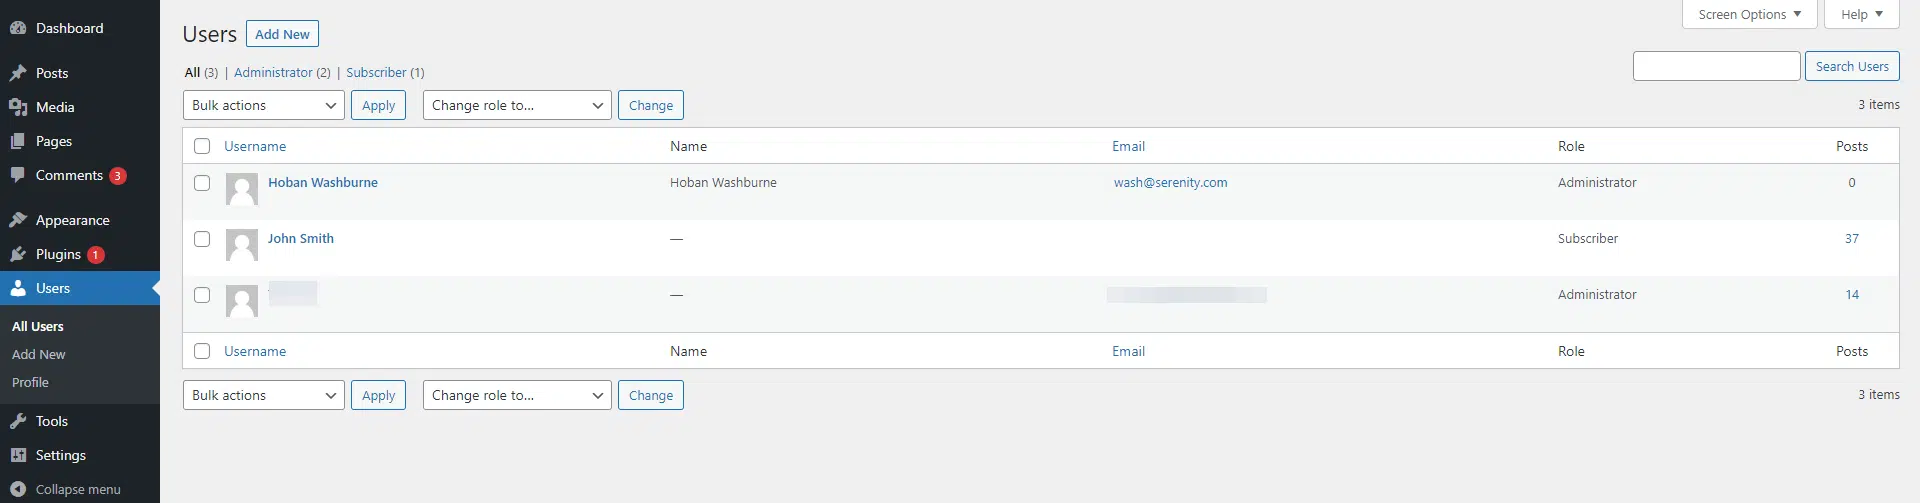 Dashboard
Posts
Media
Pages
Comments 3
Appearance
Plugins 1
Users
All Users
Add New
Profile
Tools
Settings
Collapse menu
Screen Options ▼
Help ▼
Users Add New
All (3) | Administrator (2) | Subscriber (1)
Search Users
Bulk actions Apply Change role to... Change 3 items
Username Name Email Role Posts
Hoban Washburne Hoban Washburne wash@serenity.com Administrator 0
John Smith — Subscriber 37
— Administrator 14
Username Name Email Role Posts
Bulk actions Apply Change role to... Change 3 items